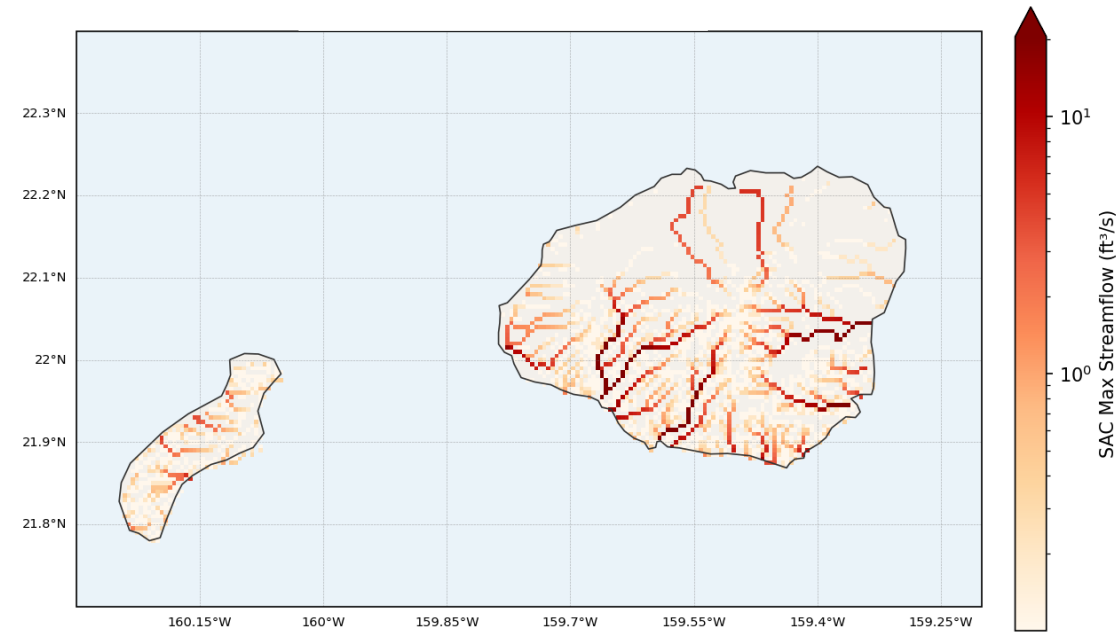 22.3°N
22.2°N
22.1°N
22°N
21.9°N
21.8°N
160.15°W
160°W
159.85°W
159.7°W
159.55°W
159.4°W
159.25°W
10¹
10⁰
SAC Max Streamflow (ft³/s)